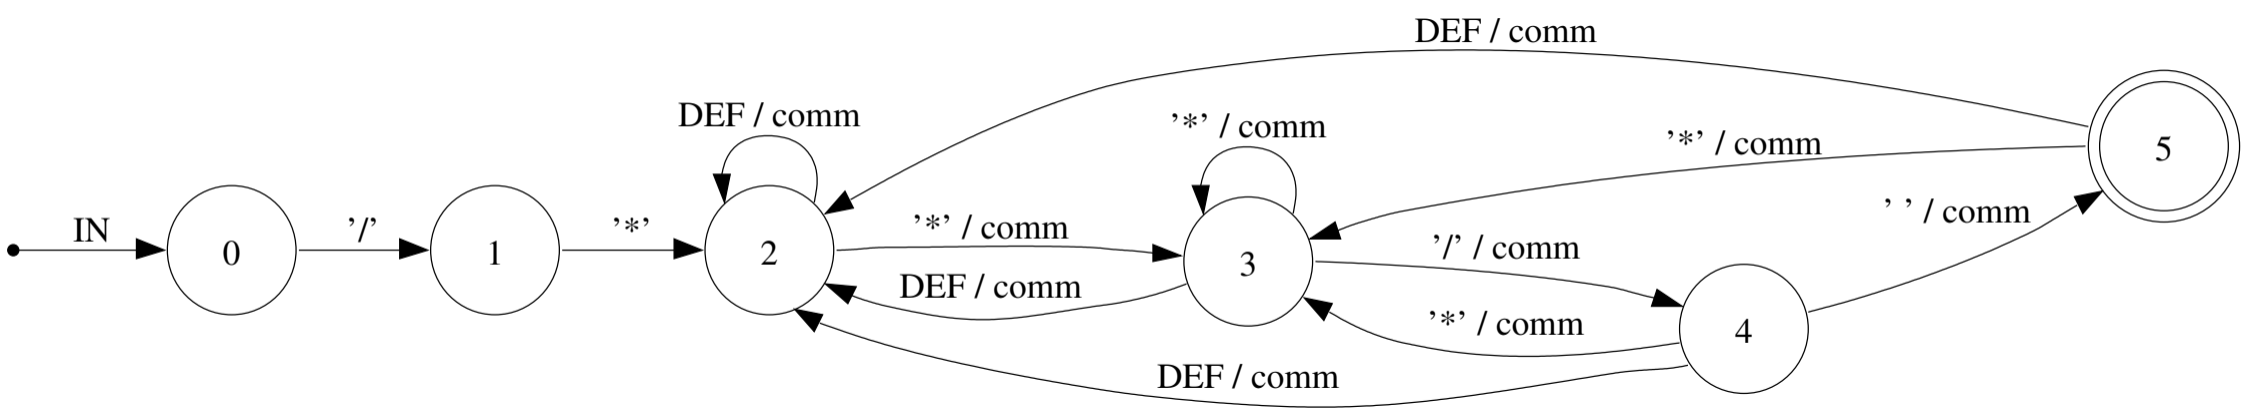 DEF / comm
DEF / comm
’*’ / comm
’*’ / comm
5
IN
0
’/’
1
’*’
2
’*’ / comm
3
’/’ / comm
’ ’ / comm
DEF / comm
’*’ / comm
4
DEF / comm